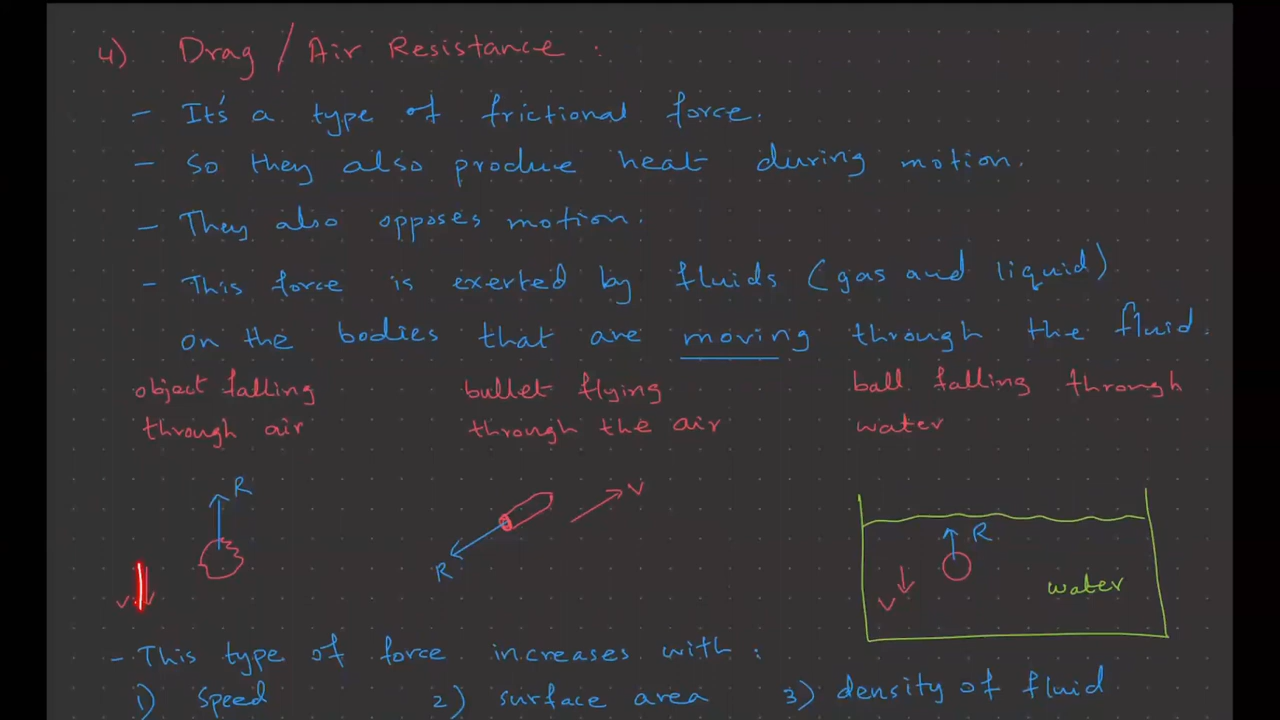 4) Drag / Air Resistance :
- It's a type of frictional force.
- So they also produce heat during motion.
- They also opposes motion.
- This force is exerted by fluids (gas and liquid)
on the bodies that are moving through the fluid.
object falling through air
bullet flying through the air
ball falling through water
R
V
R
V
R
V
water
- This type of force increases with :
1) speed 2) surface area 3) density of fluid